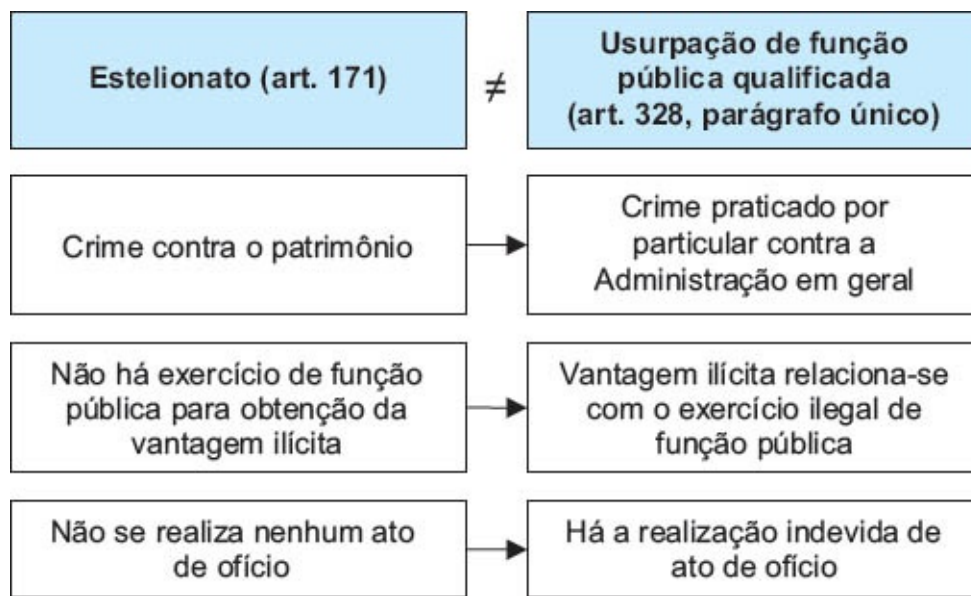 Estelionato (art. 171)
≠
Usurpação de função
pública qualificada
(art. 328, parágrafo único)
Crime contra o patrimônio
Crime praticado por
particular contra a
Administração em geral
Não há exercício de função
pública para obtenção da
vantagem ilícita
Vantagem ilícita relaciona-se
com o exercício ilegal de
função pública
Não se realiza nenhum ato
de ofício
Há a realização indevida de
ato de ofício